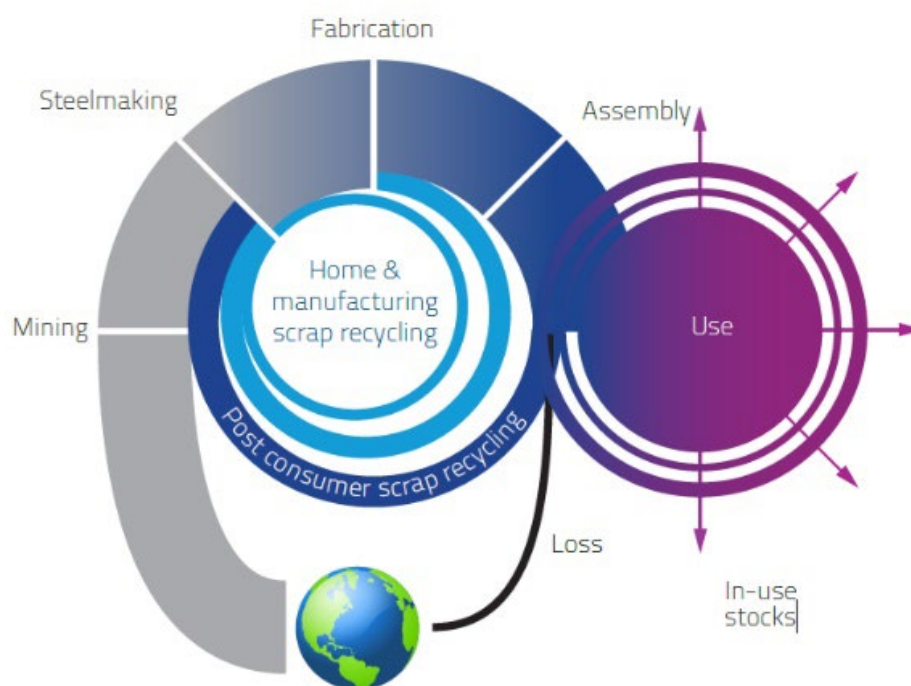 Fabrication
Steelmaking
Assembly
Home &
manufacturing
scrap recycling
Mining
Use
Post consumer scrap recycling
Loss
In-use
stocks